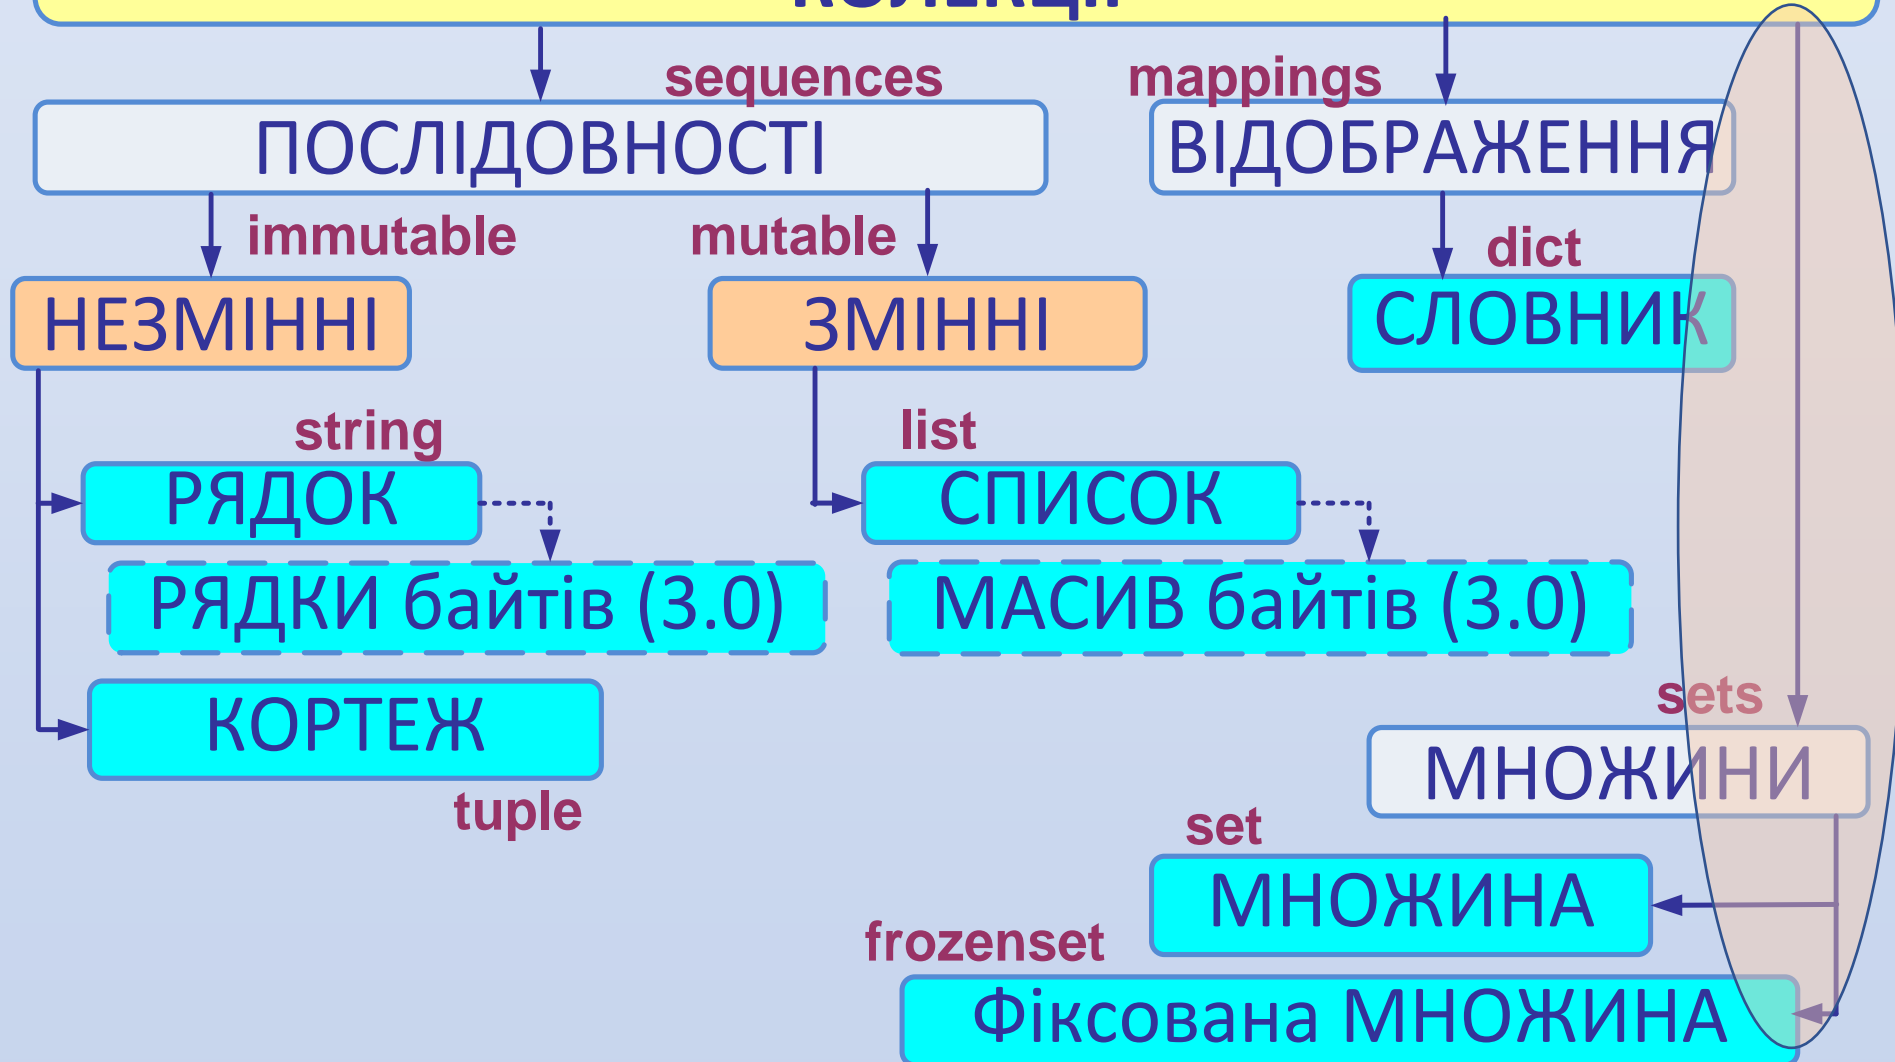 КОЛЕКЦІЇ
sequences
mappings
ПОСЛІДОВНОСТІ
ВІДОБРАЖЕННЯ
immutable
mutable
dict
НЕЗМІННІ
ЗМІННІ
СЛОВНИК
string
list
РЯДОК
СПИСОК
РЯДКИ байтів (3.0)
МАСИВ байтів (3.0)
sets
КОРТЕЖ
МНОЖИНИ
tuple
set
МНОЖИНА
frozenset
Фіксована МНОЖИНА